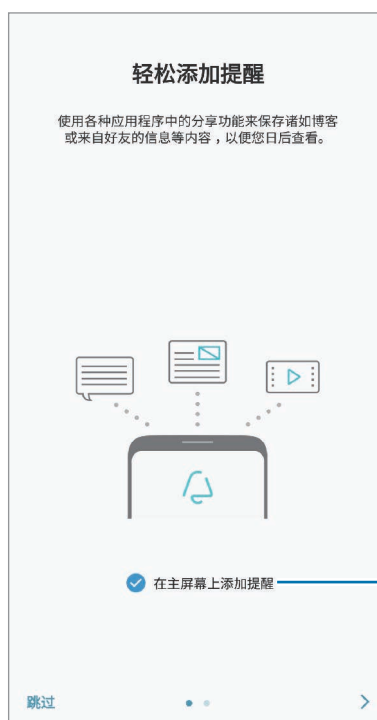 轻松添加提醒
使用各种应用程序中的分享功能来保存诸如博客
或来自好友的信息等内容，以便您日后查看。
在主屏幕上添加提醒
跳过